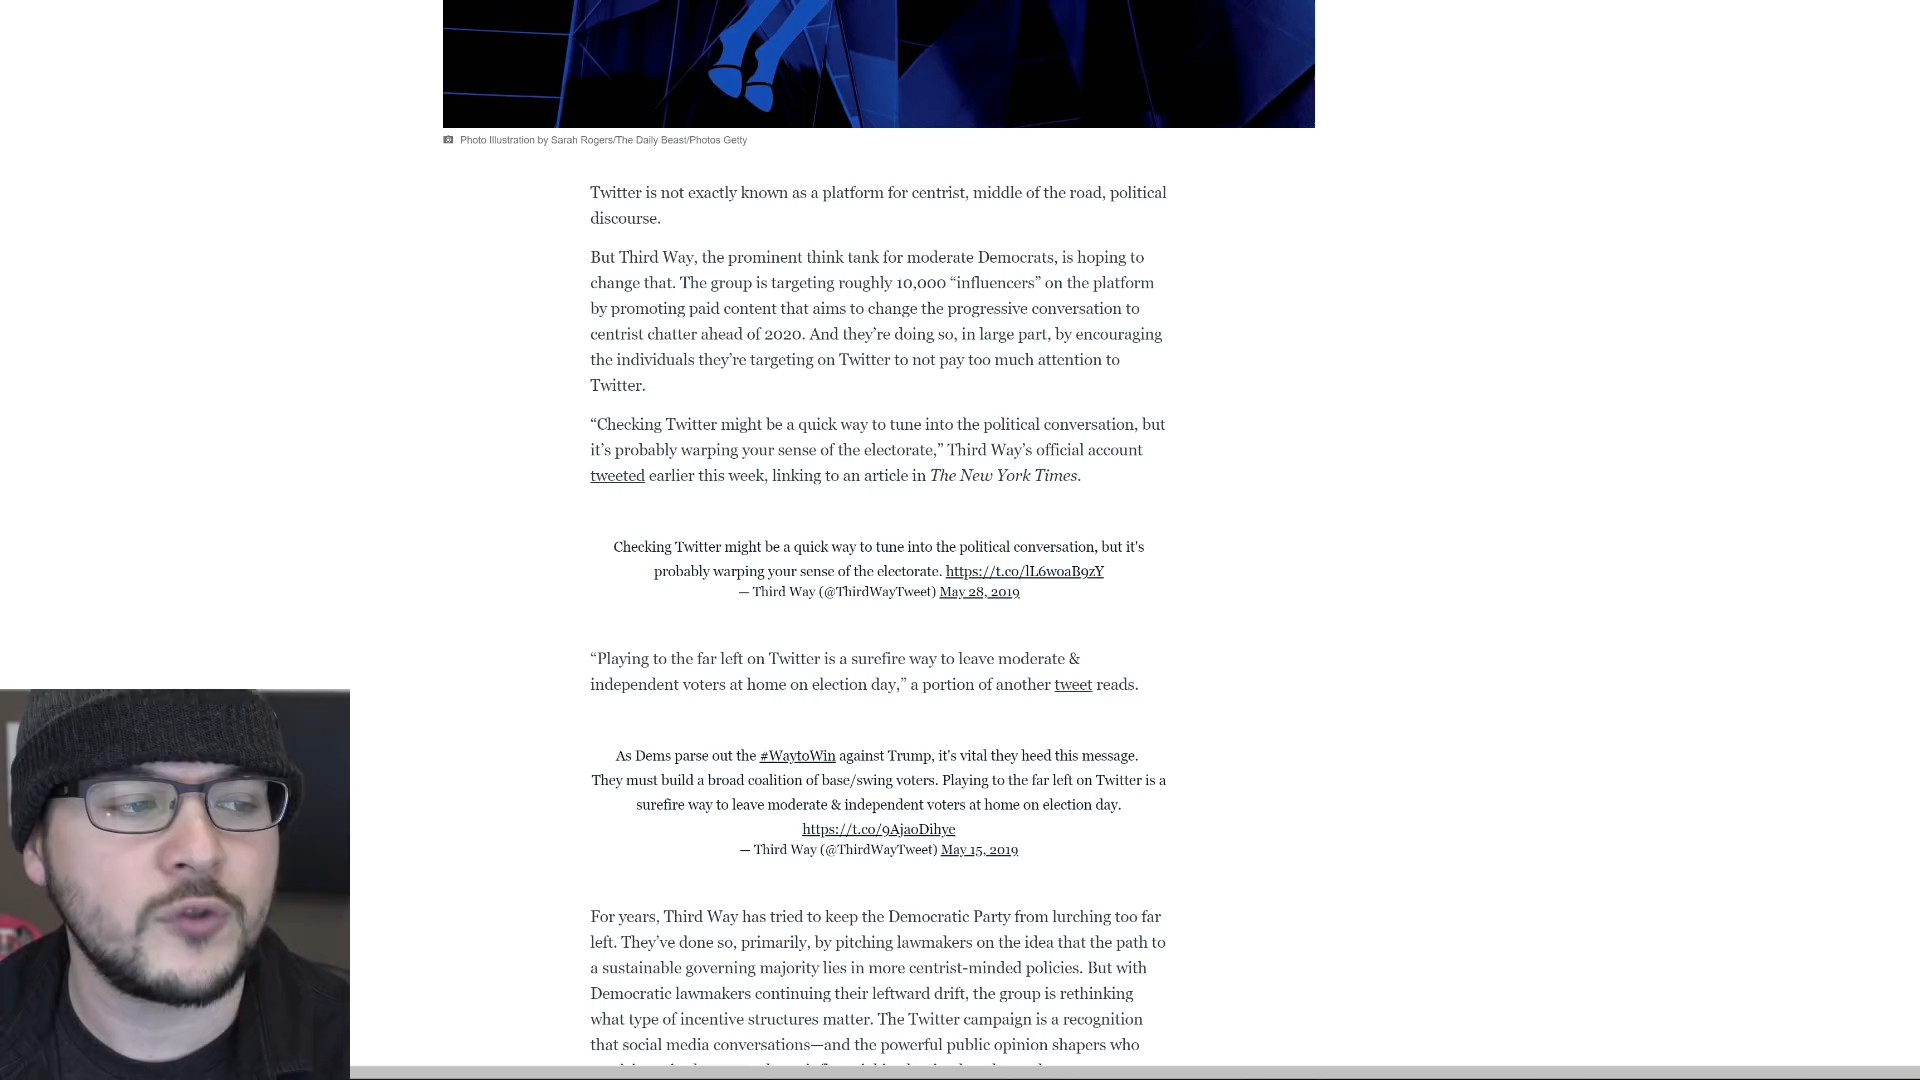 Photo Illustration by Sarah Rogers/The Daily Beast/Photos Getty
Twitter is not exactly known as a platform for centrist, middle of the road, political
discourse.
But Third Way, the prominent think tank for moderate Democrats, is hoping to
change that. The group is targeting roughly 10,000 “influencers” on the platform
by promoting paid content that aims to change the progressive conversation to
centrist chatter ahead of 2020. And they’re doing so, in large part, by encouraging
the individuals they’re targeting on Twitter to not pay too much attention to
Twitter.
“Checking Twitter might be a quick way to tune into the political conversation, but
it’s probably warping your sense of the electorate,” Third Way’s official account
tweeted earlier this week, linking to an article in The New York Times.
Checking Twitter might be a quick way to tune into the political conversation, but it's
probably warping your sense of the electorate. https://t.co/lL6woaB9zY
— Third Way (@ThirdWayTweet) May 28, 2019
“Playing to the far left on Twitter is a surefire way to leave moderate &
independent voters at home on election day,” a portion of another tweet reads.
As Dems parse out the #WaytoWin against Trump, it's vital they heed this message.
They must build a broad coalition of base/swing voters. Playing to the far left on Twitter is a
surefire way to leave moderate & independent voters at home on election day.
https://t.co/9AjaoDihye
— Third Way (@ThirdWayTweet) May 15, 2019
For years, Third Way has tried to keep the Democratic Party from lurching too far
left. They’ve done so, primarily, by pitching lawmakers on the idea that the path to
a sustainable governing majority lies in more centrist-minded policies. But with
Democratic lawmakers continuing their leftward drift, the group is rethinking
what type of incentive structures matter. The Twitter campaign is a recognition
that social media conversations—and the powerful public opinion shapers who